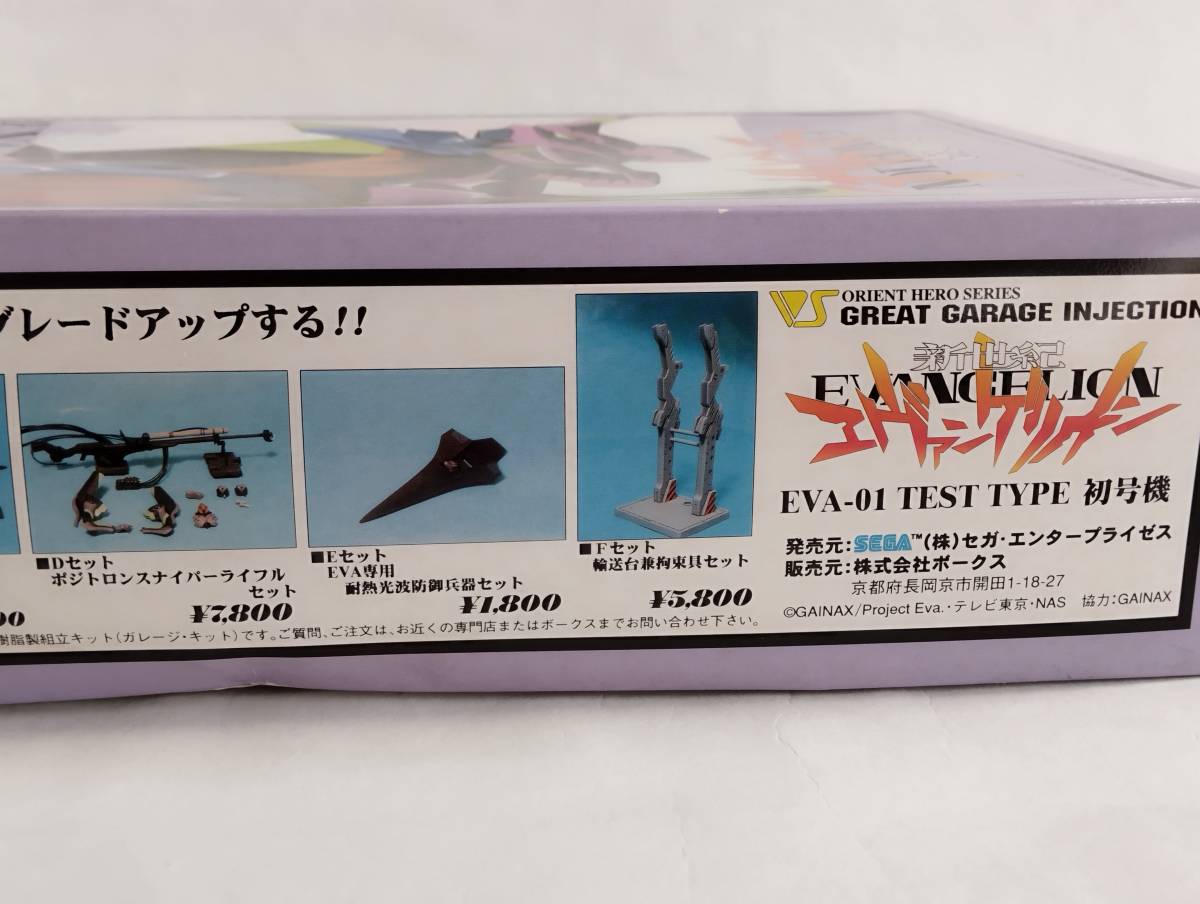 グレードアップする!!
■Dセット
ポジトロンスナイパーライフル
セット
¥7,800
■Eセット
EVA専用
耐熱光波防御兵器セット
¥1,800
■Fセット
輸送台兼拘束具セット
¥5,800
00
樹脂製組立キット(ガレージ・キット)です。ご質問、ご注文は、お近くの専門店またはボークスまでお問い合わせ下さい。
VS ORIENT HERO SERIES
GREAT GARAGE INJECTION
新世紀
EVANGELION
エヴァンゲリオン
EVA-01 TEST TYPE 初号機
発売元:SEGA™(株)セガ・エンタープライゼス
販売元:株式会社ボークス
京都府長岡京市開田1-18-27
©GAINAX/Project Eva.・テレビ東京・NAS 協力:GAINAX